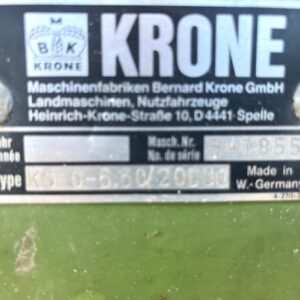 M
B K
KRONE
KRONE
Maschinenfabriken Bernard Krone GmbH
Landmaschinen, Nutzfahrzeuge
Heinrich-Krone-Straße 10, D 4441 Spelle
Masch. Nr.
No. de série
ype
Made in
W.-Germany